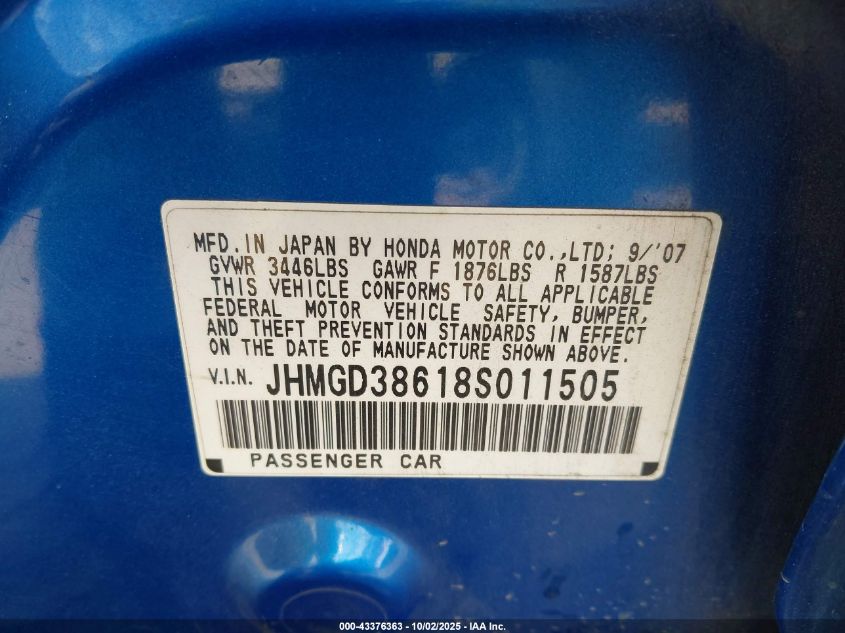 MFD.IN JAPAN BY HONDA MOTOR CO.,LTD; 9/'07
GVWR 3446LBS GAWR F 1876LBS R 1587LBS
THIS VEHICLE CONFORMS TO ALL APPLICABLE
FEDERAL MOTOR VEHICLE SAFETY, BUMPER,
AND THEFT PREVENTION STANDARDS IN EFFECT
ON THE DATE OF MANUFACTURE SHOWN ABOVE.
V.I.N. JHMGD38618S011505
PASSENGER CAR
000-43376363 - 10/02/2025 - IAA Inc.